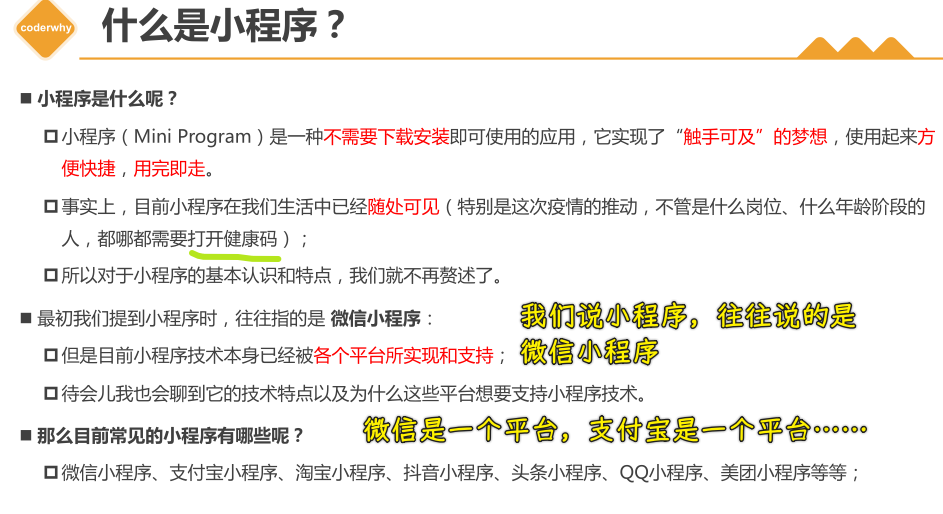 coderwhy
什么是小程序？
小程序是什么呢？
小程序（Mini Program）是一种不需要下载安装即可使用的应用，它实现了“触手可及”的梦想，使用起来方
便快捷，用完即走。
事实上，目前小程序在我们生活中已经随处可见（特别是这次疫情的推动，不管是什么岗位、什么年龄阶段的
人，都哪都需要打开健康码）；
所以对于小程序的基本认识和特点，我们就不再赘述了。
最初我们提到小程序时，往往指的是 微信小程序：
我们说小程序，往往说的是
微信小程序
但是目前小程序技术本身已经被各个平台所实现和支持；
待会儿我也会聊到它的技术特点以及为什么这些平台想要支持小程序技术。
那么目前常见的小程序有哪些呢？
微信是一个平台，支付宝是一个平台……
微信小程序、支付宝小程序、淘宝小程序、抖音小程序、头条小程序、QQ小程序、美团小程序等等；